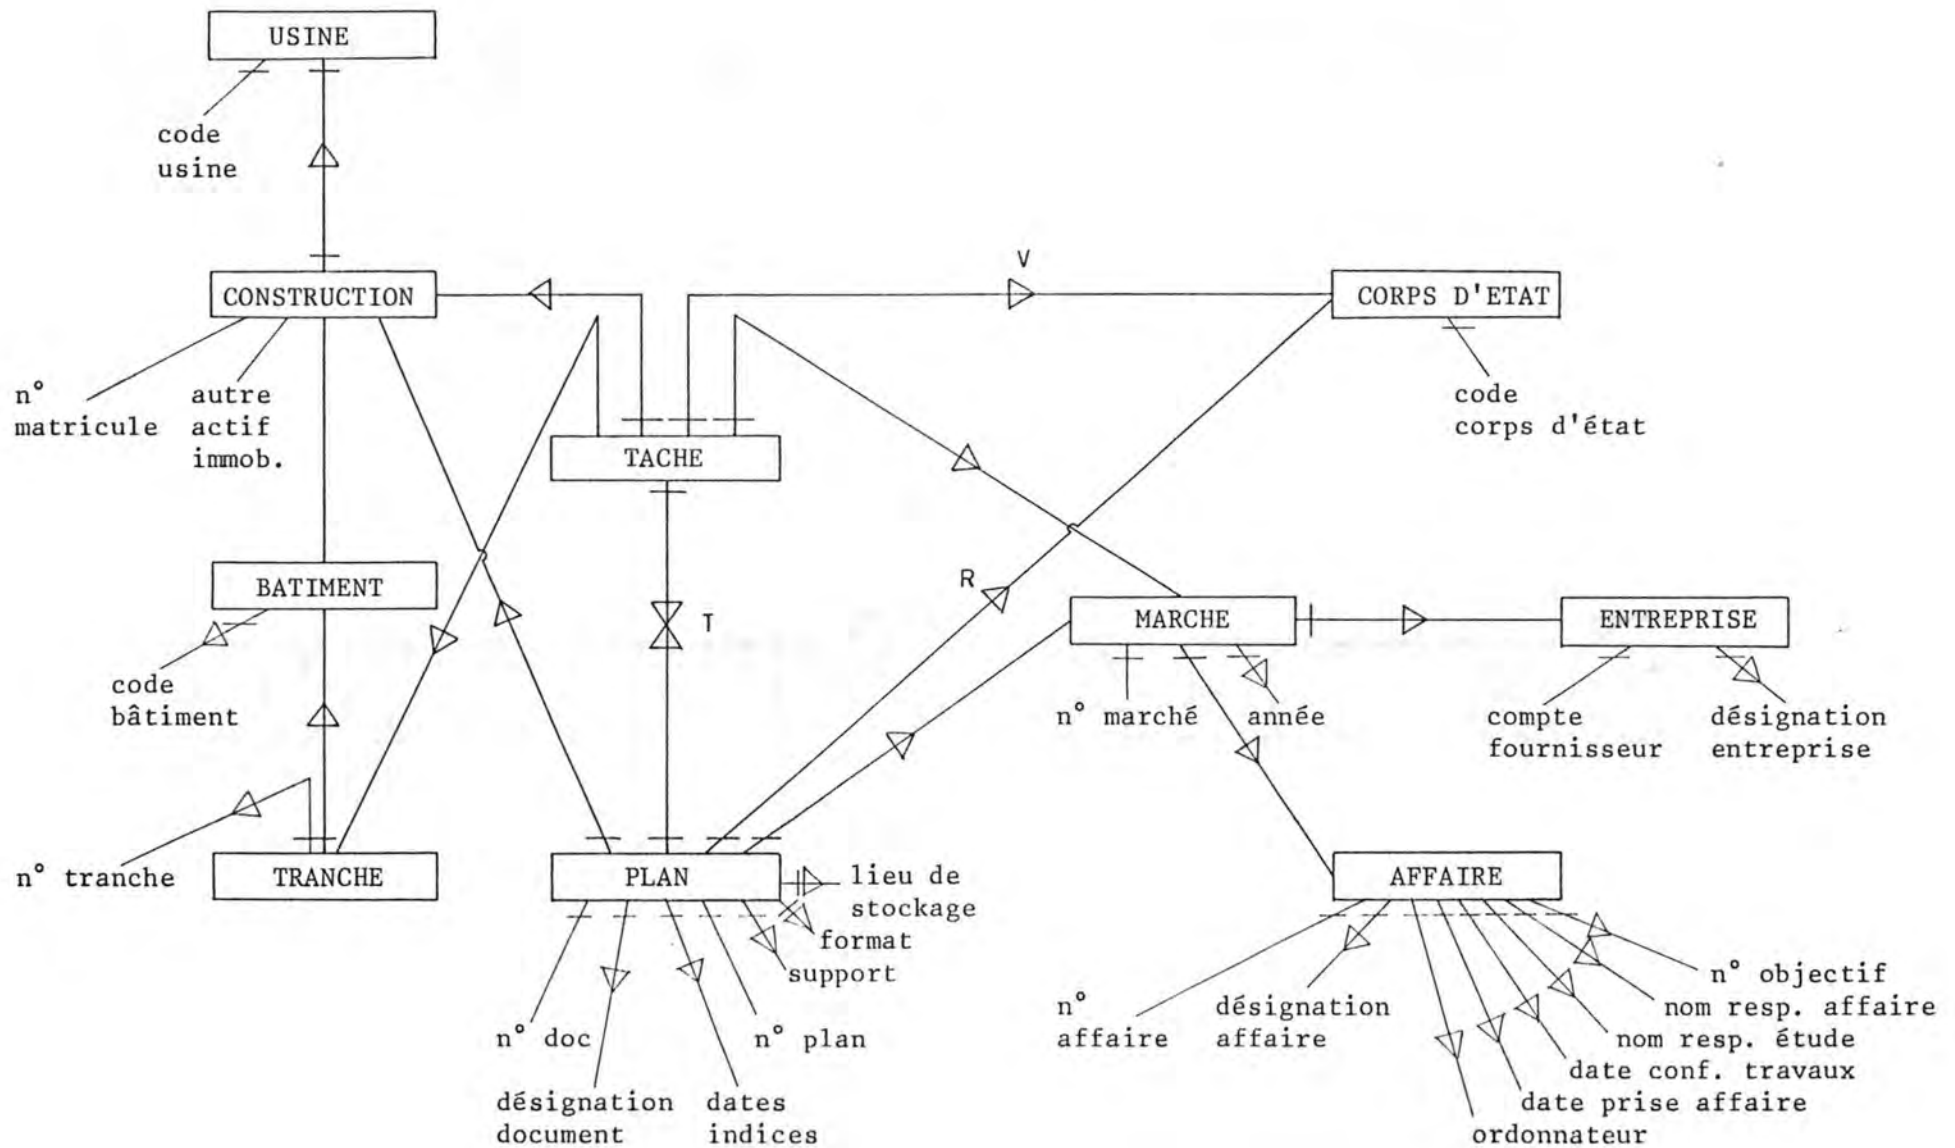 USINE
code
usine
V
CONSTRUCTION
CORPS D'ETAT
n°
matricule
autre
actif
immob.
code
corps d'état
TACHE
BATIMENT
R
T
MARCHE
ENTREPRISE
code
bâtiment
n° marché
année
compte
fournisseur
désignation
entreprise
n° tranche
TRANCHE
PLAN
lieu de
stockage
format
support
AFFAIRE
n° doc
n° plan
désignation
document
dates
indices
n°
affaire
désignation
affaire
n° objectif
nom resp. affaire
nom resp. étude
date conf. travaux
date prise affaire
ordonnateur